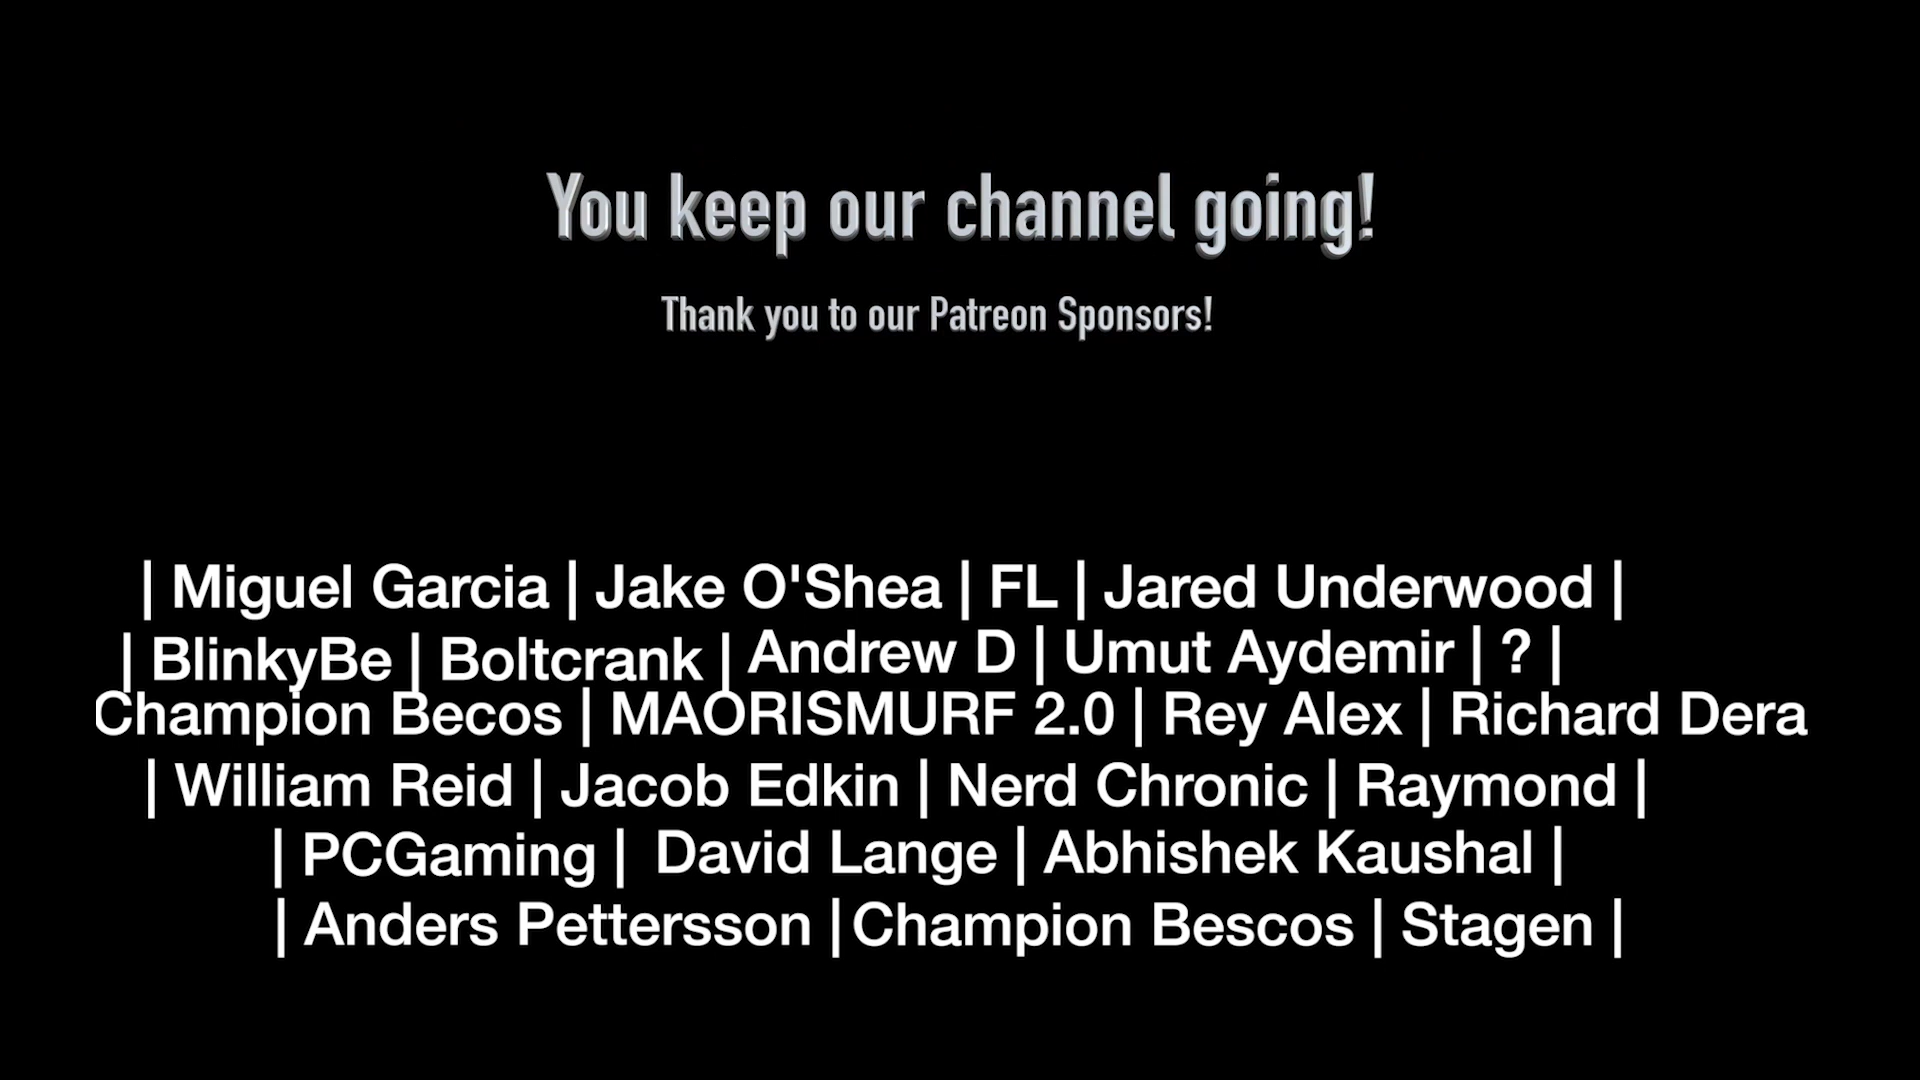 You keep our channel going!
Thank you to our Patreon Sponsors!
| Miguel Garcia | Jake O'Shea | FL | Jared Underwood |
| BlinkyBe | Boltcrank | Andrew D | Umut Aydemir | ? |
Champion Becos | MAORISMURF 2.0 | Rey Alex | Richard Dera
| William Reid | Jacob Edkin | Nerd Chronic | Raymond |
| PCGaming | David Lange | Abhishek Kaushal |
| Anders Pettersson | Champion Bescos | Stagen |